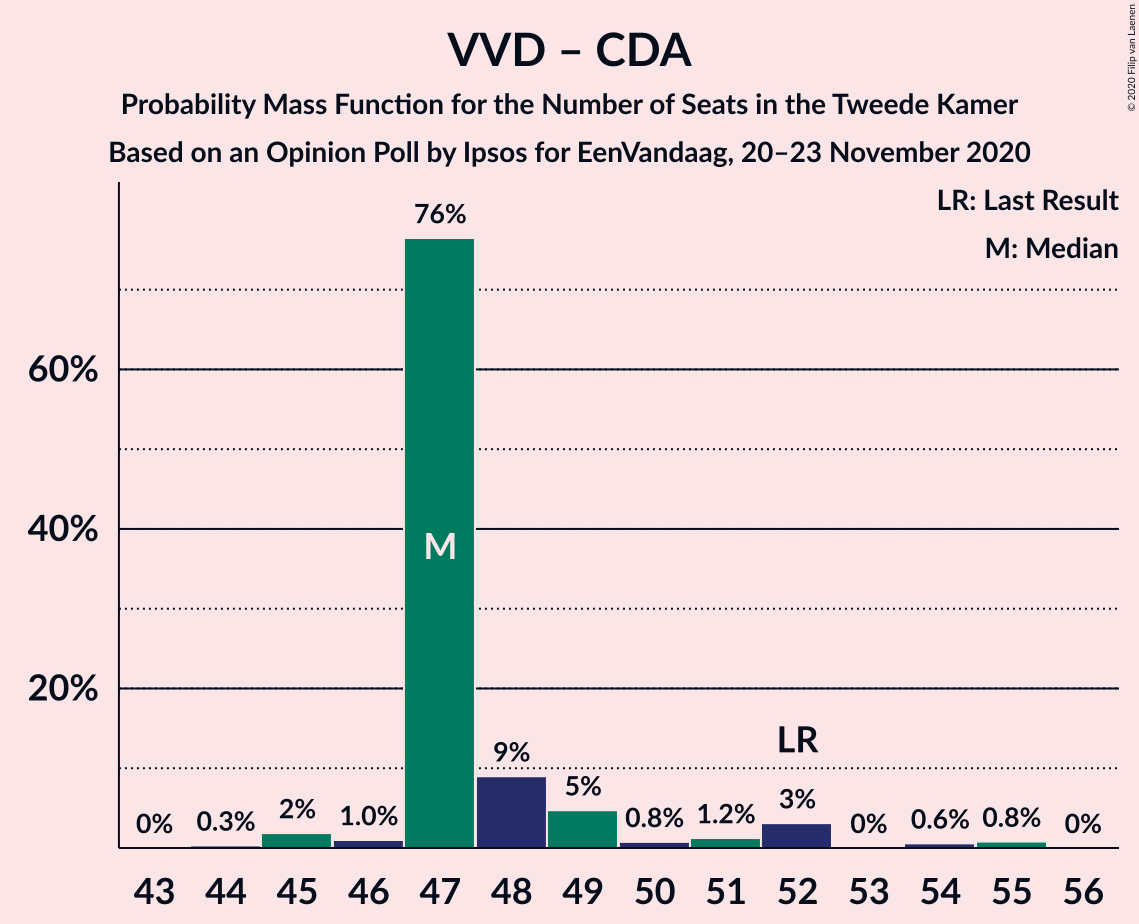 VVD – CDA
Probability Mass Function for the Number of Seats in the Tweede Kamer
Based on an Opinion Poll by Ipsos for EenVandaag, 20–23 November 2020
© 2020 Filip van Laenen
LR: Last Result
M: Median
76%
60%
40%
M
20%
LR
0% 0.3% 2% 1.0% 9% 5% 0.8% 1.2% 3% 0% 0.6% 0.8% 0%
43 44 45 46 47 48 49 50 51 52 53 54 55 56